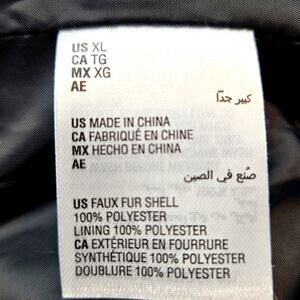 US XL
CA TG
MX XG
AE
كبير جدًا
US MADE IN CHINA
CA FABRIQUÉ EN CHINE
MX HECHO EN CHINA
AE
صُنع في الصين
US FAUX FUR SHELL
100% POLYESTER
LINING 100% POLYESTER
CA EXTÉRIEUR EN FOURRURE
SYNTHÉTIQUE 100% POLYESTER
DOUBLURE 100% POLYESTER